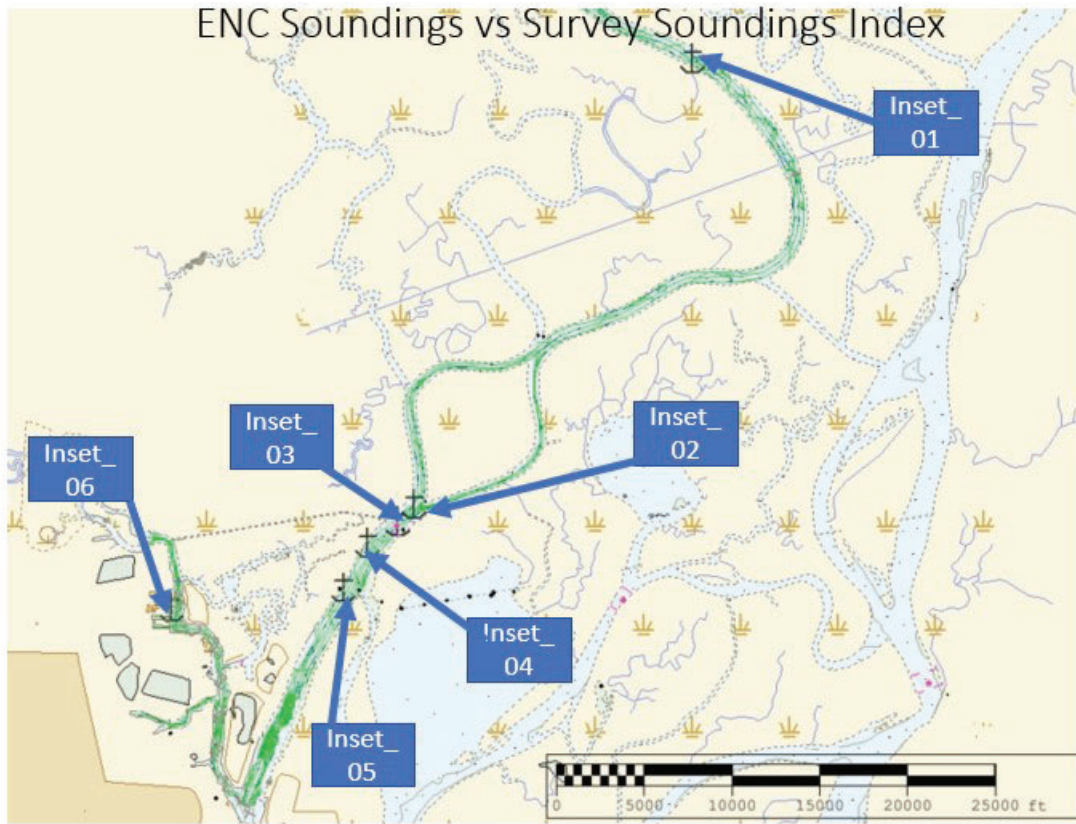 ENC Soundings vs Survey Soundings Index
Inset_
01
Inset_
03
Inset_
02
Inset_
06
Inset_
04
Inset_
05
0 5000 10000 15000 20000 25000 ft